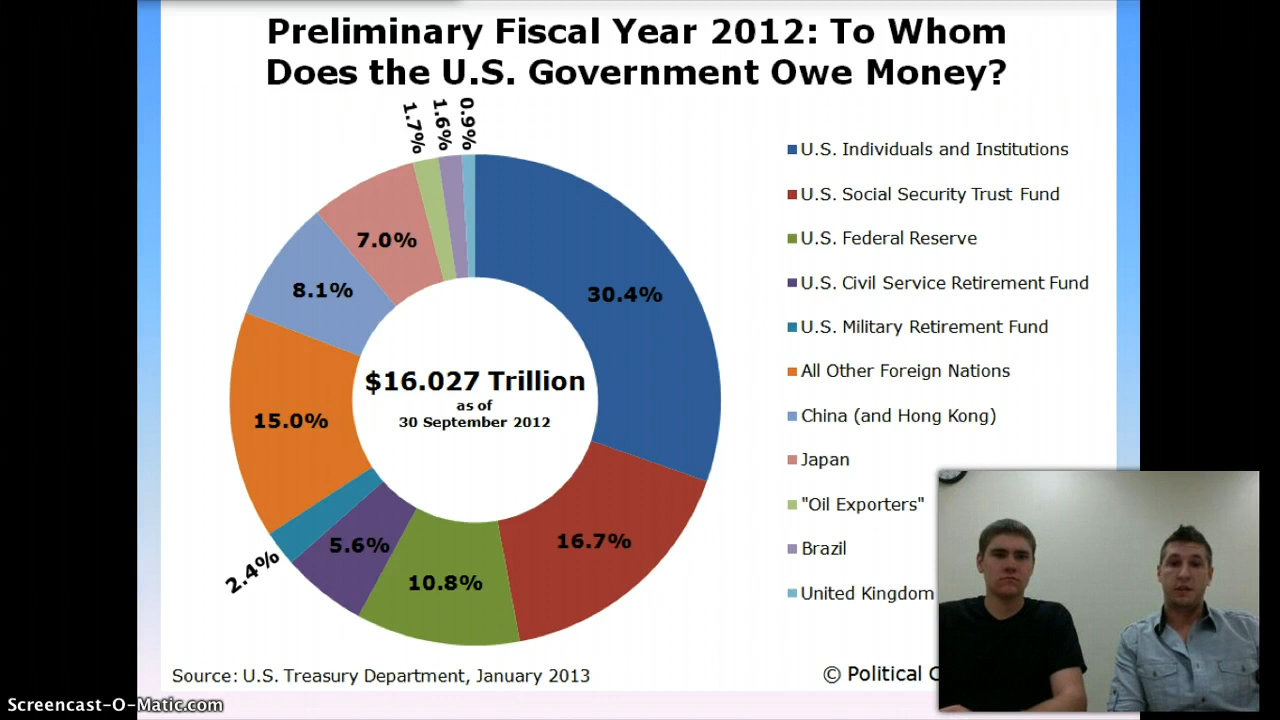 Preliminary Fiscal Year 2012: To Whom
Does the U.S. Government Owe Money?
1.7%
1.6%
0.9%
7.0%
8.1%
30.4%
15.0%
$16.027 Trillion
as of
30 September 2012
2.4%
5.6%
10.8%
16.7%
U.S. Individuals and Institutions
U.S. Social Security Trust Fund
U.S. Federal Reserve
U.S. Civil Service Retirement Fund
U.S. Military Retirement Fund
All Other Foreign Nations
China (and Hong Kong)
Japan
"Oil Exporters"
Brazil
United Kingdom
Source: U.S. Treasury Department, January 2013
© Political C
Screencast-O-Matic.com